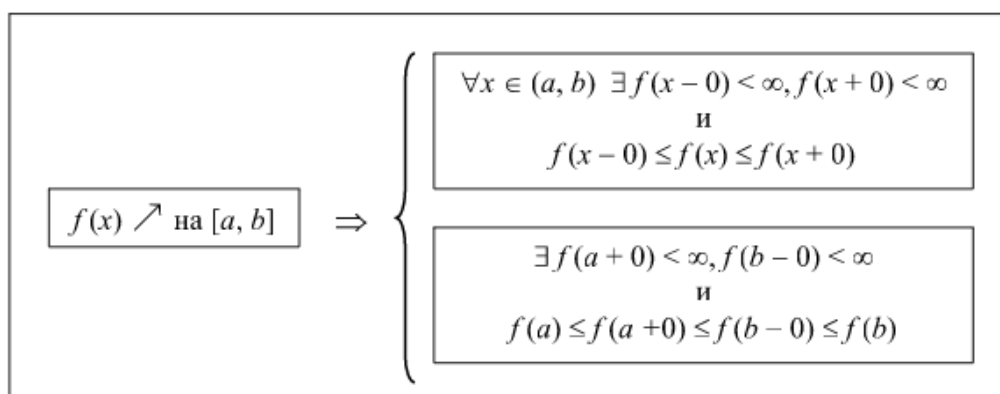 f(x) ↗ на [a, b]
⇒
∀x ∈ (a, b) ∃ f(x – 0) < ∞, f(x + 0) < ∞
и
f(x – 0) ≤ f(x) ≤ f(x + 0)
∃ f(a + 0) < ∞, f(b – 0) < ∞
и
f(a) ≤ f(a +0) ≤ f(b – 0) ≤ f(b)